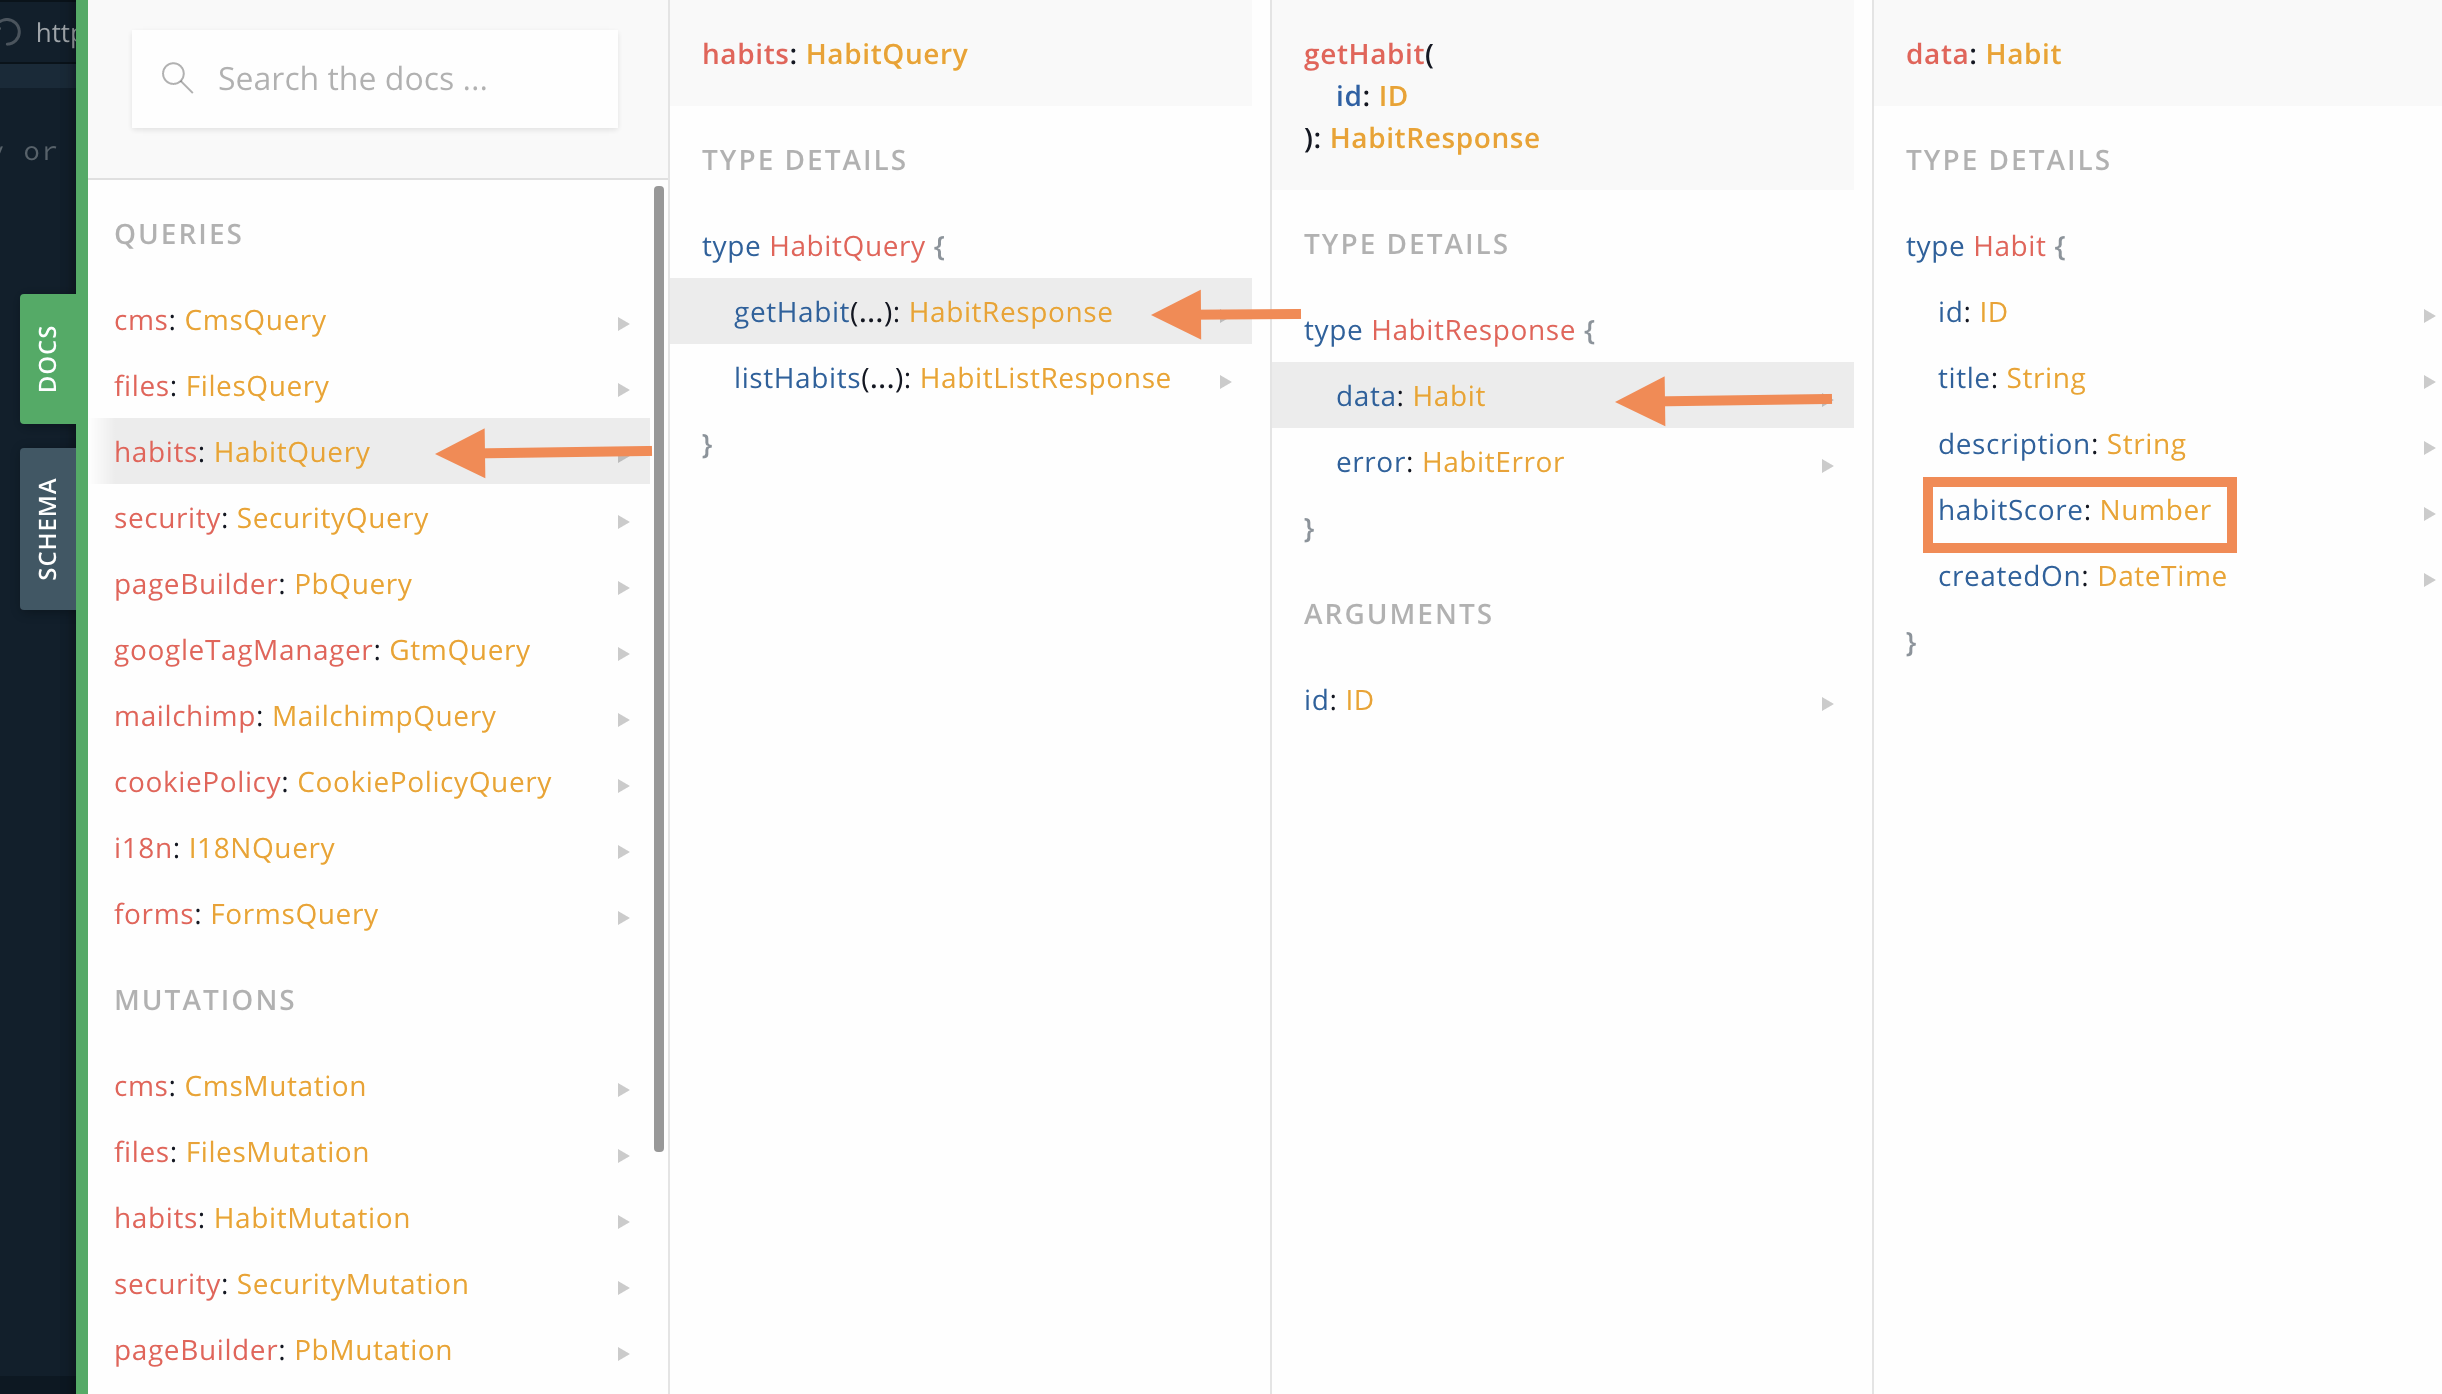 http
or
DOCS
SCHEMA
Search the docs ...
QUERIES
cms: CmsQuery
files: FilesQuery
habits: HabitQuery
security: SecurityQuery
pageBuilder: PbQuery
googleTagManager: GtmQuery
mailchimp: MailchimpQuery
cookiePolicy: CookiePolicyQuery
i18n: I18NQuery
forms: FormsQuery
MUTATIONS
cms: CmsMutation
files: FilesMutation
habits: HabitMutation
security: SecurityMutation
pageBuilder: PbMutation
habits: HabitQuery
TYPE DETAILS
type HabitQuery {
getHabit(...): HabitResponse
listHabits(...): HabitListResponse
}
getHabit(
id: ID
): HabitResponse
TYPE DETAILS
type HabitResponse {
data: Habit
error: HabitError
}
ARGUMENTS
id: ID
data: Habit
TYPE DETAILS
type Habit {
id: ID
title: String
description: String
habitScore: Number
createdOn: DateTime
}